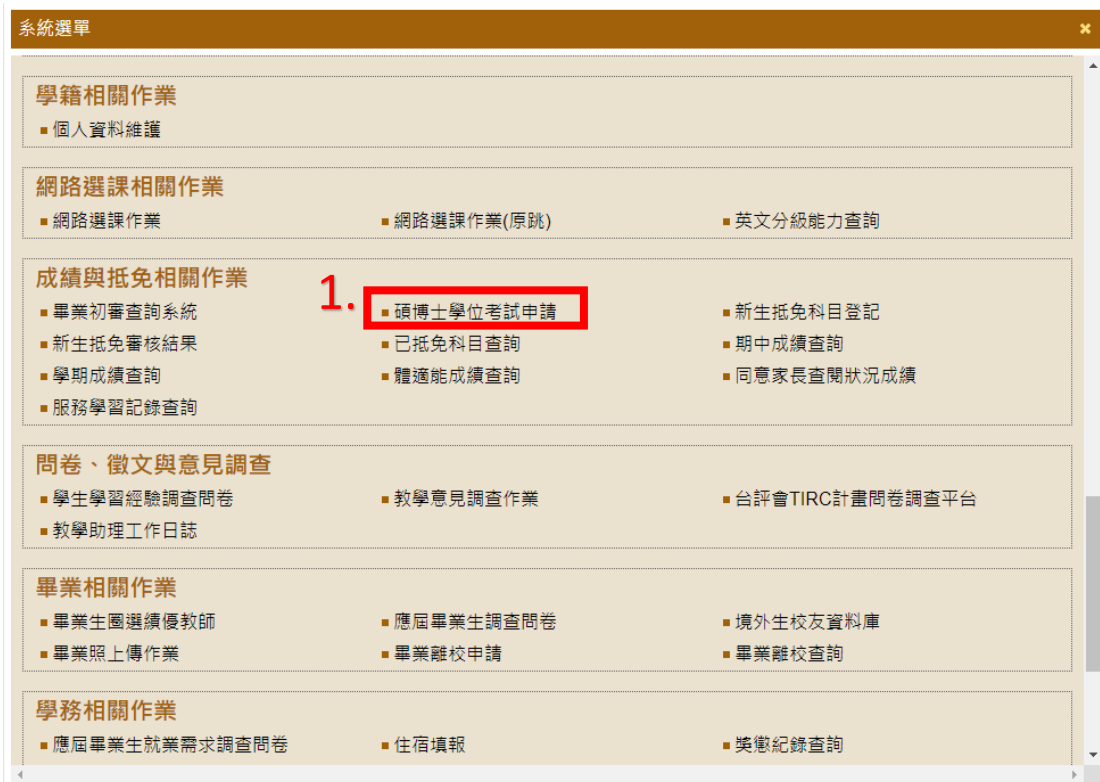 系統選單
學籍相關作業
個人資料維護
網路選課相關作業
網路選課作業 網路選課作業(原跳) 英文分級能力查詢
成績與抵免相關作業
1.
畢業初審查詢系統 碩博士學位考試申請 新生抵免科目登記
新生抵免審核結果 已抵免科目查詢 期中成績查詢
學期成績查詢 體適能成績查詢 同意家長查閱狀況成績
服務學習記錄查詢
問卷、徵文與意見調查
學生學習經驗調查問卷 教學意見調查作業 台評會TIRC計畫問卷調查平台
教學助理工作日誌
畢業相關作業
畢業生圈選績優教師 應屆畢業生調查問卷 境外生校友資料庫
畢業照上傳作業 畢業離校申請 畢業離校查詢
學務相關作業
應屆畢業生就業需求調查問卷 住宿填報 獎懲紀錄查詢